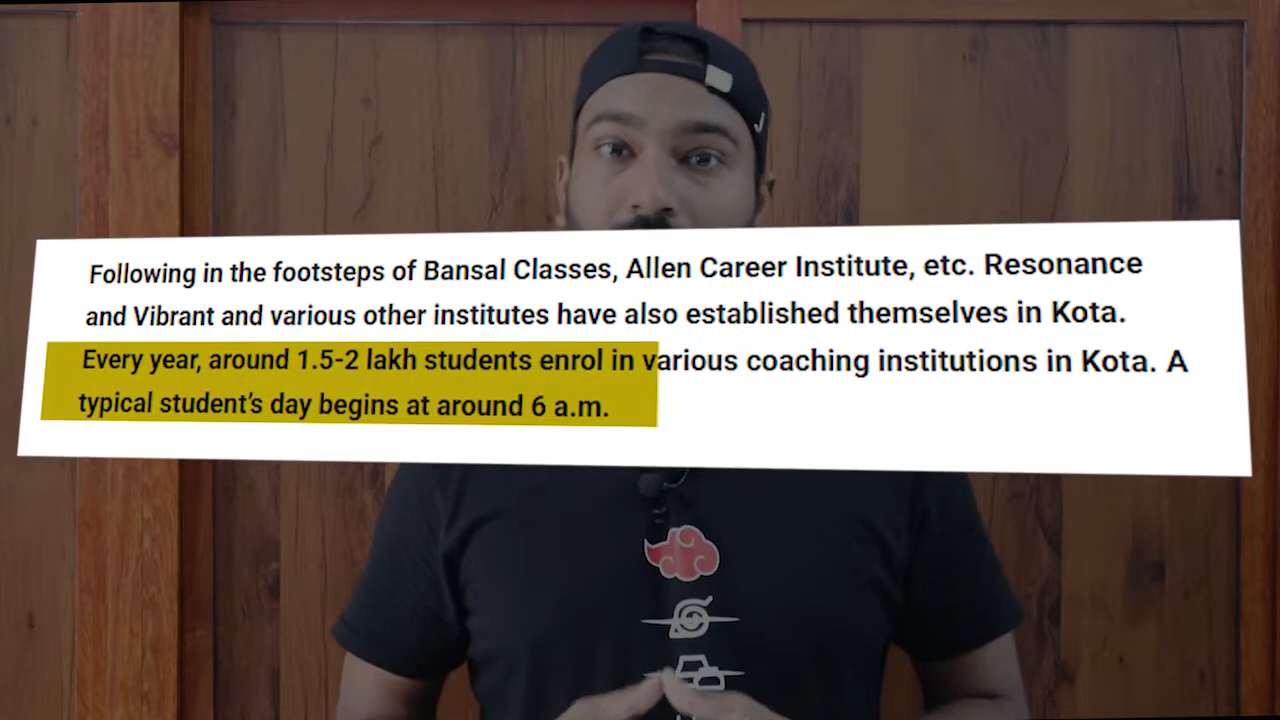 Following in the footsteps of Bansal Classes, Allen Career Institute, etc. Resonance
and Vibrant and various other institutes have also established themselves in Kota.
Every year, around 1.5-2 lakh students enrol in various coaching institutions in Kota. A
typical student's day begins at around 6 a.m.